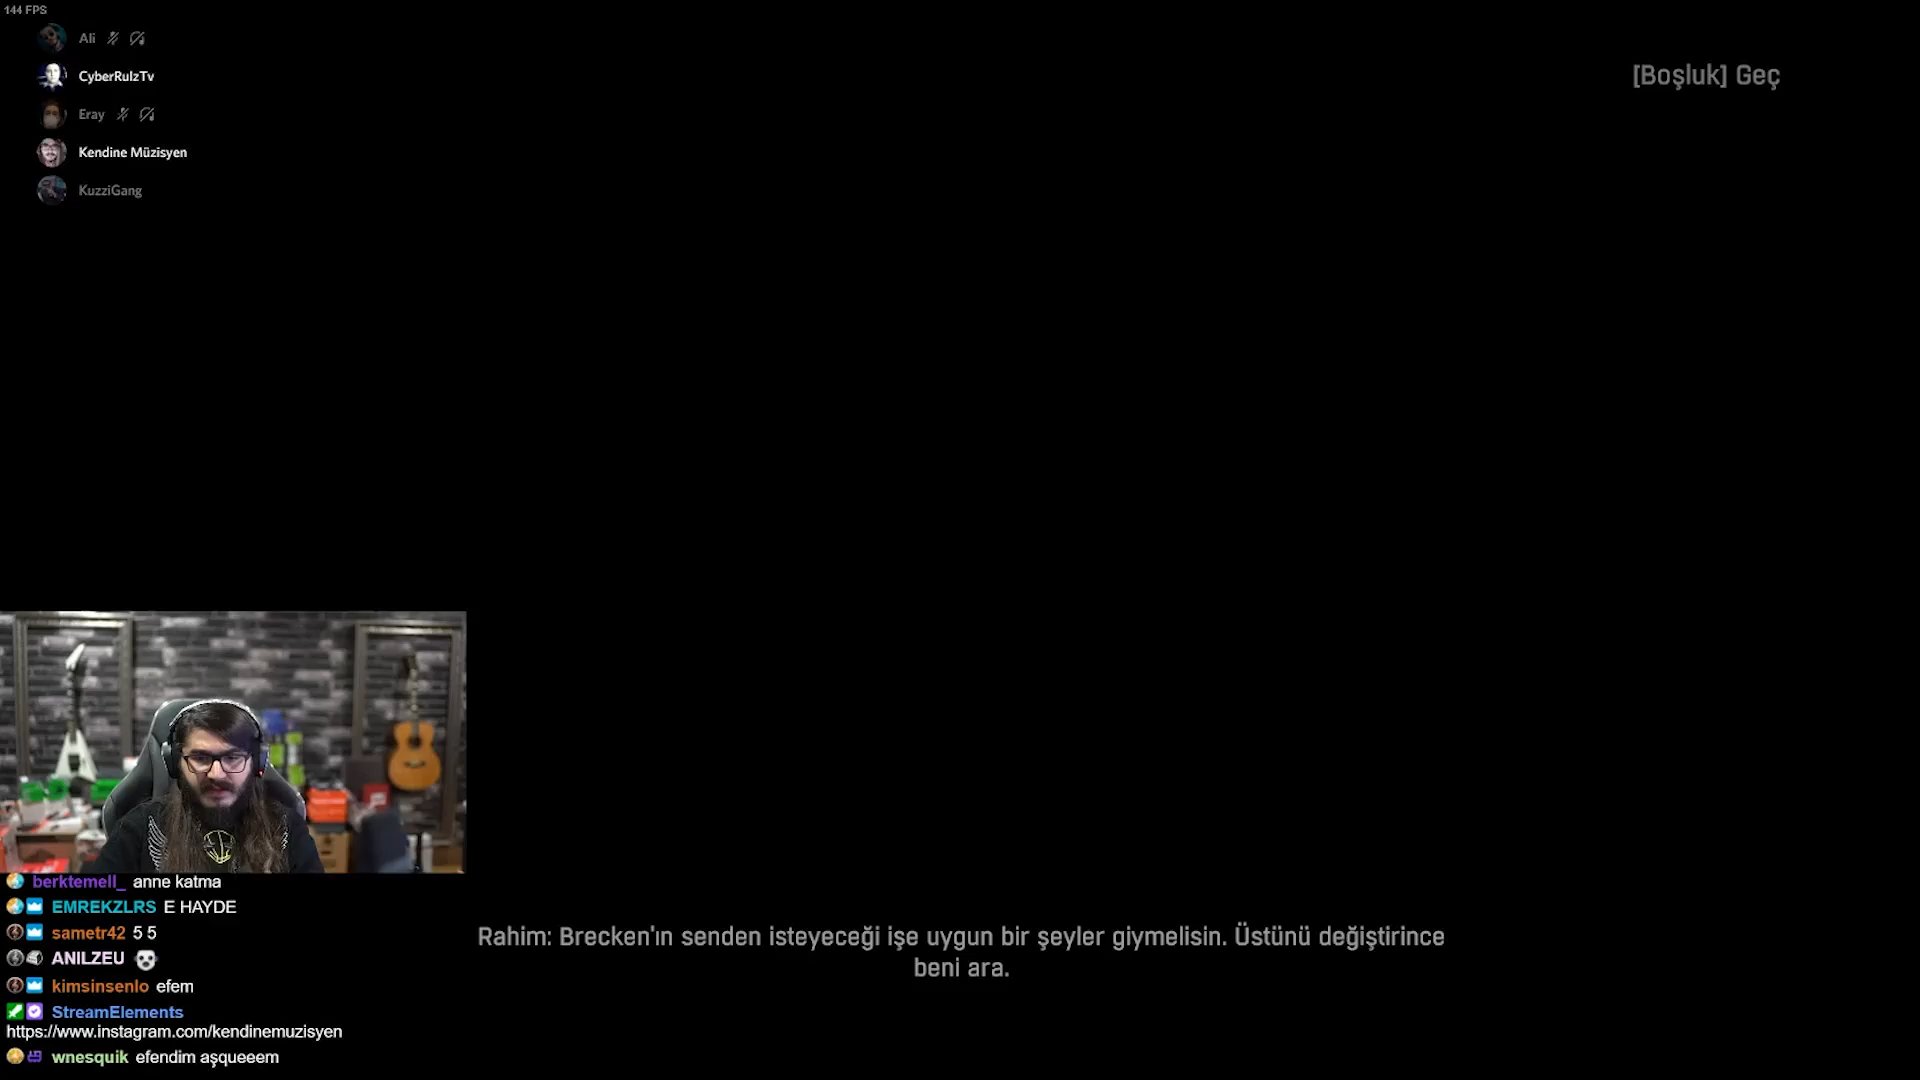 144 FPS
Ali
CyberRulzTv
Eray
Kendine Müzisyen
KuzziGang
[Boşluk] Geç
berktemell_ anne katma
EMREKZLRS E HAYDE
sametr42 5 5
ANILZEU
kimsinsenlo efem
StreamElements
https://www.instagram.com/kendinemuzisyen
wnesquik efendim aşqueeem
Rahim: Brecken'ın senden isteyeceği işe uygun bir şeyler giymelisin. Üstünü değiştirince
beni ara.